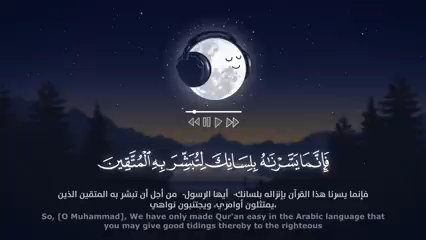 فَإِنَّمَا يَسَّرْنَاهُ بِلِسَانِكَ لِتُبَشِّرَ بِهِ الْمُتَّقِينَ
فإنما يسرنا هذا القرآن بإنزاله بلسانك- أيها الرسول- من أجل أن تبشر به المتقين الذين
يمتثلون أوامري، ويجتنبون نواهي،
So, [O Muhammad], We have only made Qur'an easy in the Arabic language that
you may give good tidings thereby to the righteous